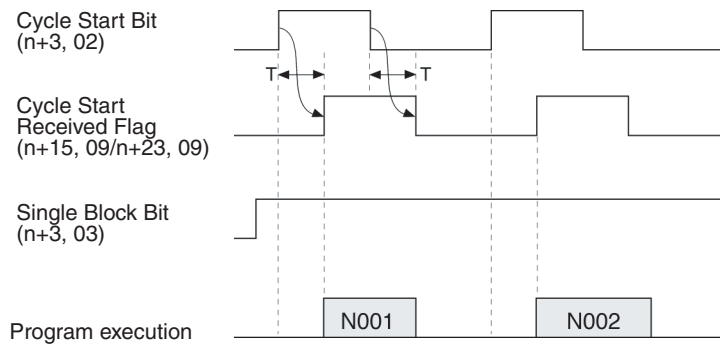 Cycle Start Bit
(n+3, 02)
T
T
Cycle Start
Received Flag
(n+15, 09/n+23, 09)
Single Block Bit
(n+3, 03)
Program execution
N001
N002